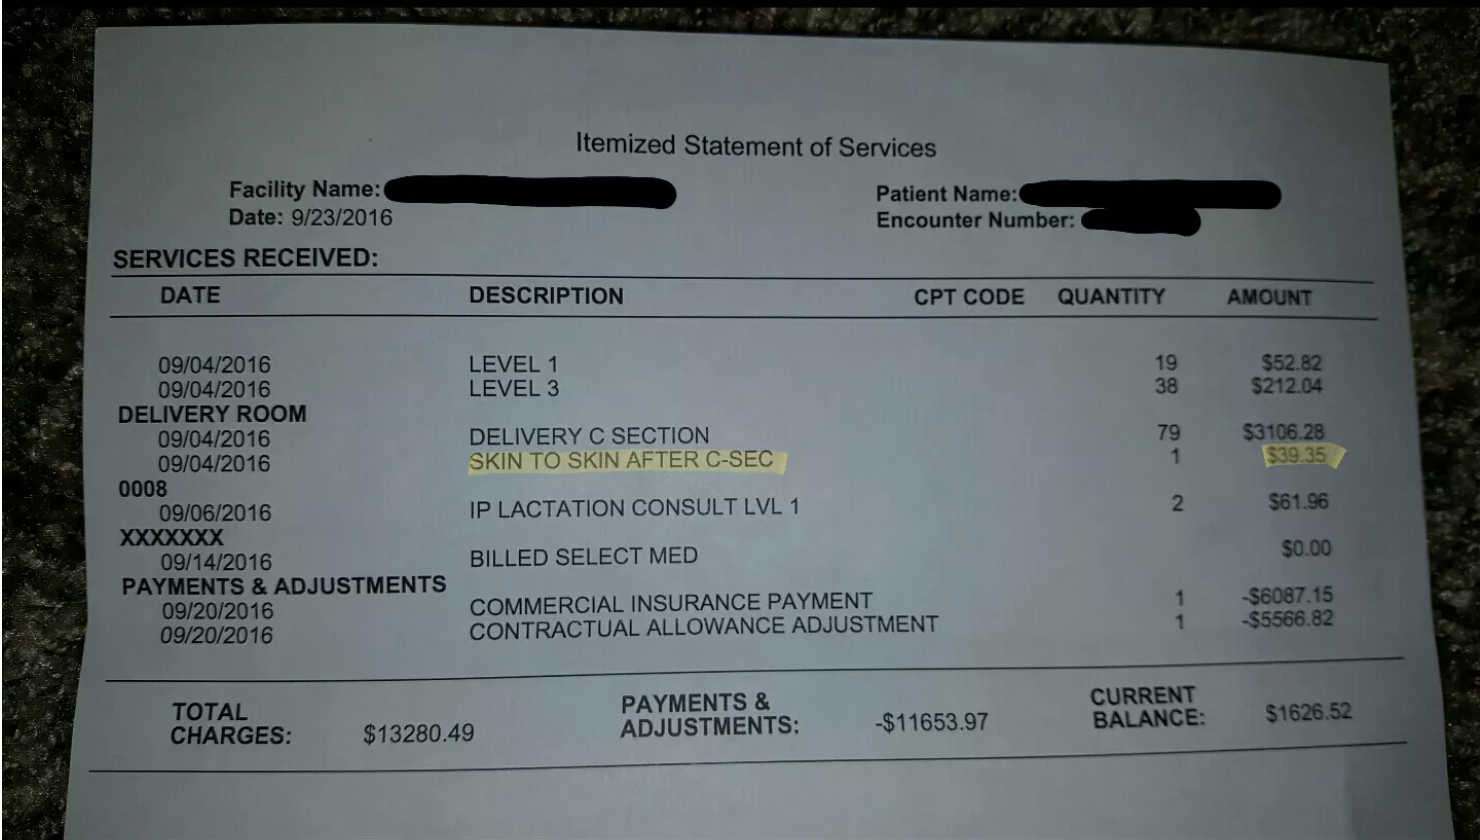 Itemized Statement of Services
Facility Name: Patient Name:
Date: 9/23/2016 Encounter Number:
SERVICES RECEIVED:
DATE DESCRIPTION CPT CODE QUANTITY AMOUNT
09/04/2016 LEVEL 1 19 $52.82
09/04/2016 LEVEL 3 38 $212.04
DELIVERY ROOM
09/04/2016 DELIVERY C SECTION 79 $3106.28
09/04/2016 SKIN TO SKIN AFTER C-SEC 1 $39.35
0008
09/06/2016 IP LACTATION CONSULT LVL 1 2 $61.96
XXXXXXX
09/14/2016 BILLED SELECT MED $0.00
PAYMENTS & ADJUSTMENTS
09/20/2016 COMMERCIAL INSURANCE PAYMENT 1 -$6087.15
09/20/2016 CONTRACTUAL ALLOWANCE ADJUSTMENT 1 -$5566.82
TOTAL PAYMENTS & CURRENT
CHARGES: $13280.49 ADJUSTMENTS: -$11653.97 BALANCE: $1626.52